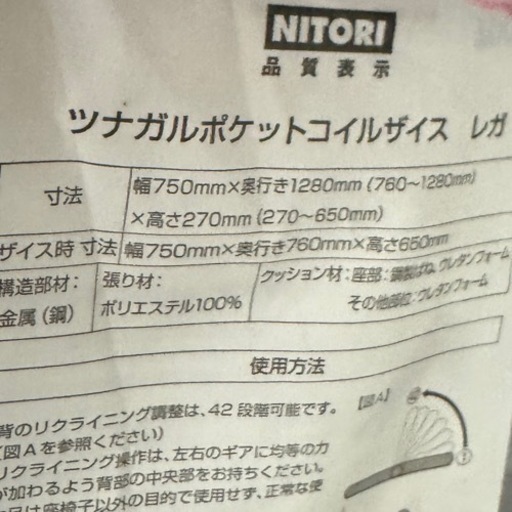 NITORI
品質表示
ツナガルポケットコイルザイス レガ
寸法
幅750mm×奥行き1280mm (760~1280mm)
×高さ270mm (270~650mm)
ザイス時 寸法
幅750mm×奥行き760mm×高さ650mm
構造部材:
金属(鋼)
張り材:
ポリエステル100%
クッション材:座部:鋼製ばね、ウレタンフォーム
その他部位:ウレタンフォーム
使用方法
背のリクライニング調整は、42段階可能です。
(図Aを参照ください)
リクライニング操作は、左右のギアに均等の力
が加わるよう背部の中央部をお持ちください。
は座椅子以外の目的で使用せず、正常な使
【図A】